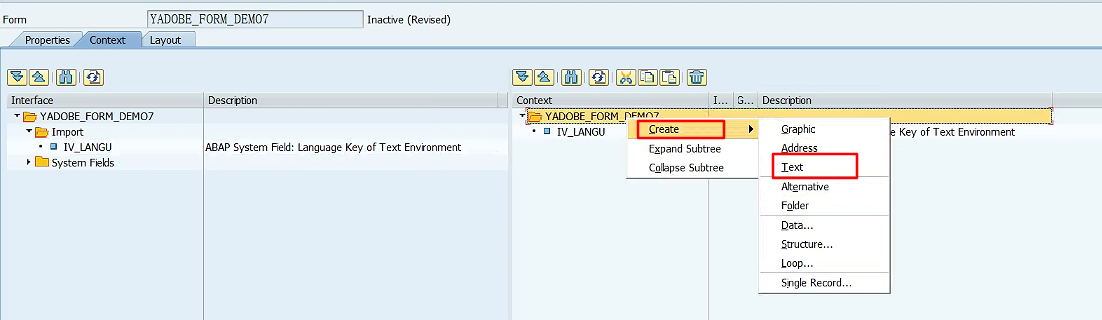 Form YADOBE_FORM_DEMO7 Inactive (Revised)
Properties Context Layout
Interface Description
YADOBE_FORM_DEMO7
Import
IV_LANGU ABAP System Field: Language Key of Text Environment
System Fields
Context I... G... Description
YADOBE_FORM_DEMO7
IV_LANGU Key of Text Environment
Create
Expand Subtree
Collapse Subtree
Graphic
Address
Text
Alternative
Folder
Data...
Structure...
Loop...
Single Record...